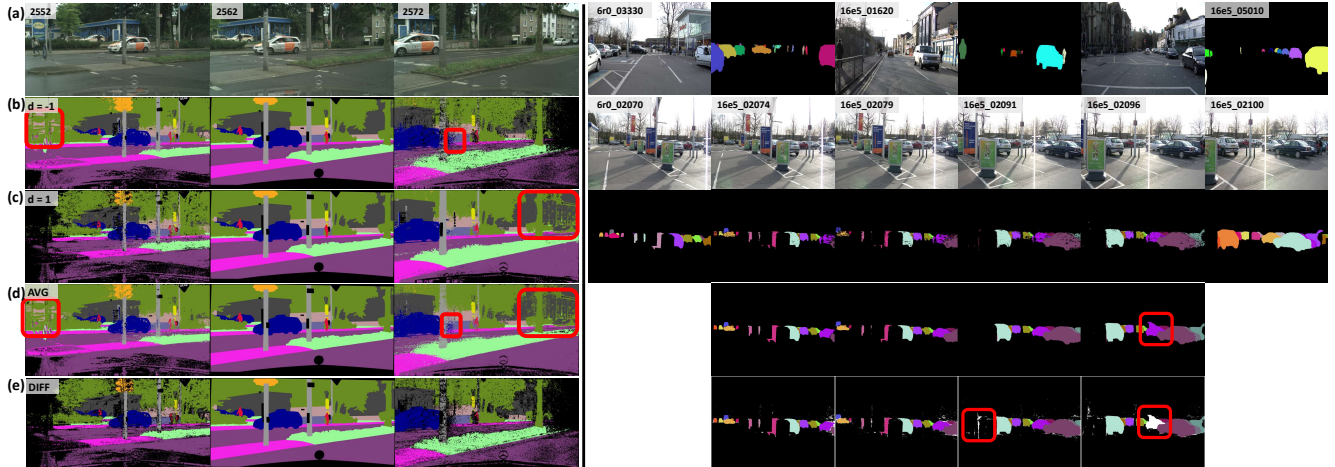 (a) 2552 2562 2572 6r0_03330 16e5_01620 16e5_05010
(b) d = -1 6r0_02070 16e5_02074 16e5_02079 16e5_02091 16e5_02096 16e5_02100
(c) d = 1
(d) AVG
(e) DIFF